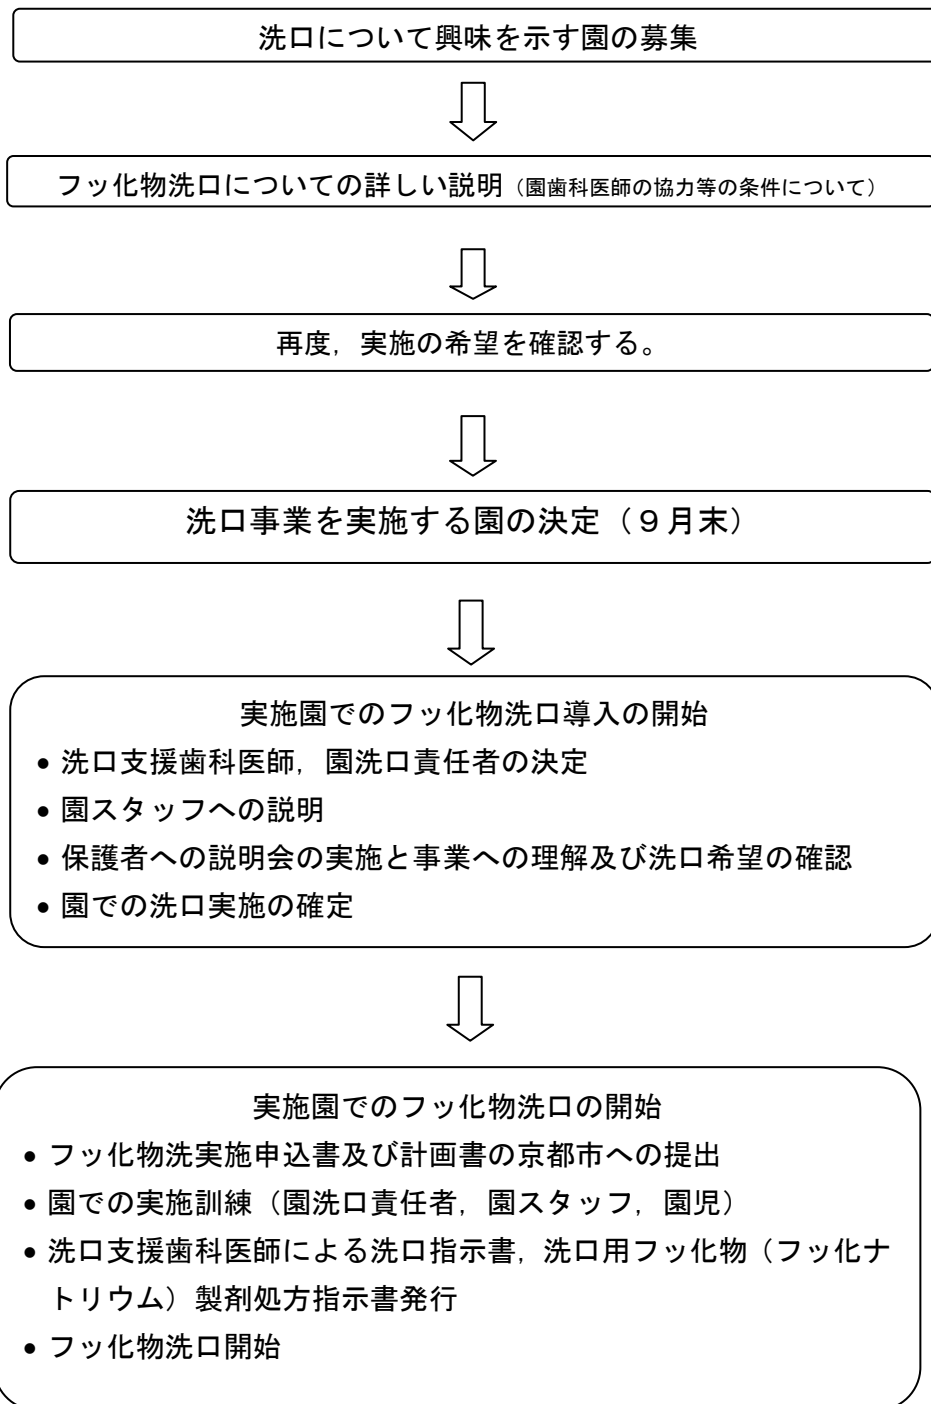 洗口について興味を示す園の募集
フッ化物洗口についての詳しい説明（園歯科医師の協力等の条件について）
再度，実施の希望を確認する。
洗口事業を実施する園の決定（９月末）
実施園でのフッ化物洗口導入の開始
• 洗口支援歯科医師，園洗口責任者の決定
• 園スタッフへの説明
• 保護者への説明会の実施と事業への理解及び洗口希望の確認
• 園での洗口実施の確定
実施園でのフッ化物洗口の開始
• フッ化物洗実施申込書及び計画書の京都市への提出
• 園での実施訓練（園洗口責任者，園スタッフ，園児）
• 洗口支援歯科医師による洗口指示書，洗口用フッ化物（フッ化ナ
トリウム）製剤処方指示書発行
• フッ化物洗口開始